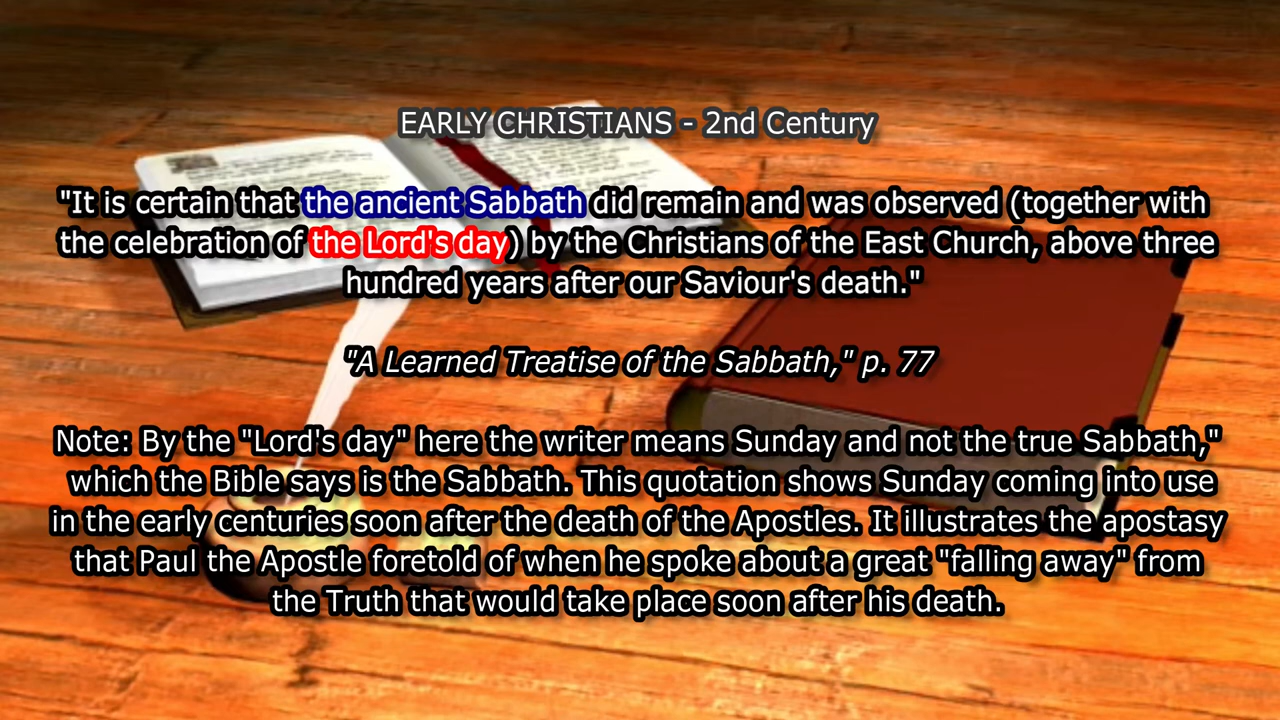 EARLY CHRISTIANS - 2nd Century
"It is certain that the ancient Sabbath did remain and was observed (together with
the celebration of the Lord's day) by the Christians of the East Church, above three
hundred years after our Saviour's death."
"A Learned Treatise of the Sabbath," p. 77
Note: By the "Lord's day" here the writer means Sunday and not the true Sabbath,"
which the Bible says is the Sabbath. This quotation shows Sunday coming into use
in the early centuries soon after the death of the Apostles. It illustrates the apostasy
that Paul the Apostle foretold of when he spoke about a great "falling away" from
the Truth that would take place soon after his death.